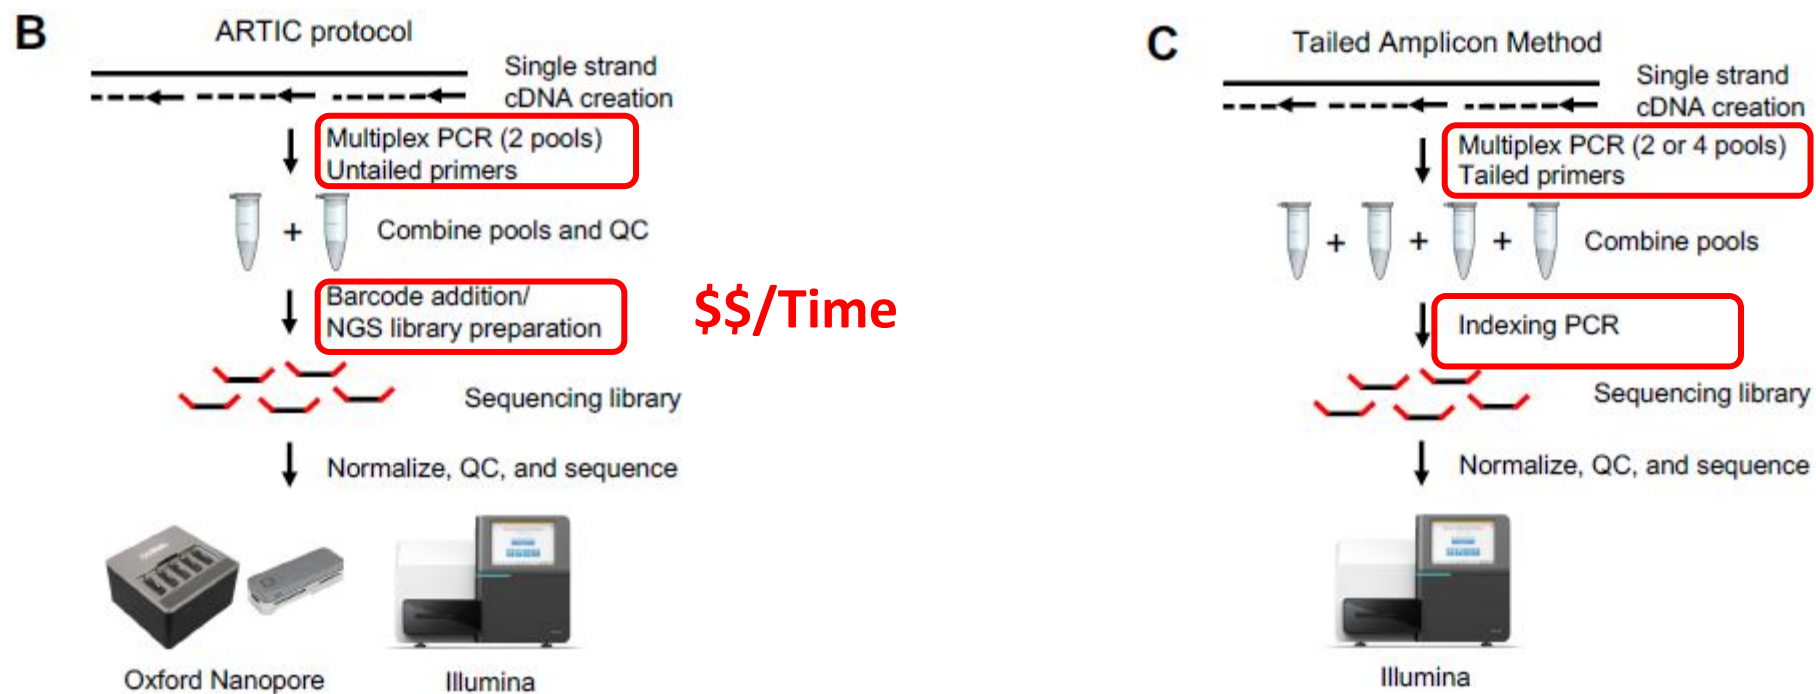 B
ARTIC protocol
Single strand
cDNA creation
Multiplex PCR (2 pools)
Untailed primers
+
Combine pools and QC
Barcode addition/
NGS library preparation
$$/Time
Sequencing library
Normalize, QC, and sequence
Oxford Nanopore
Illumina
C
Tailed Amplicon Method
Single strand
cDNA creation
Multiplex PCR (2 or 4 pools)
Tailed primers
+ + +
Combine pools
Indexing PCR
Sequencing library
Normalize, QC, and sequence
Illumina